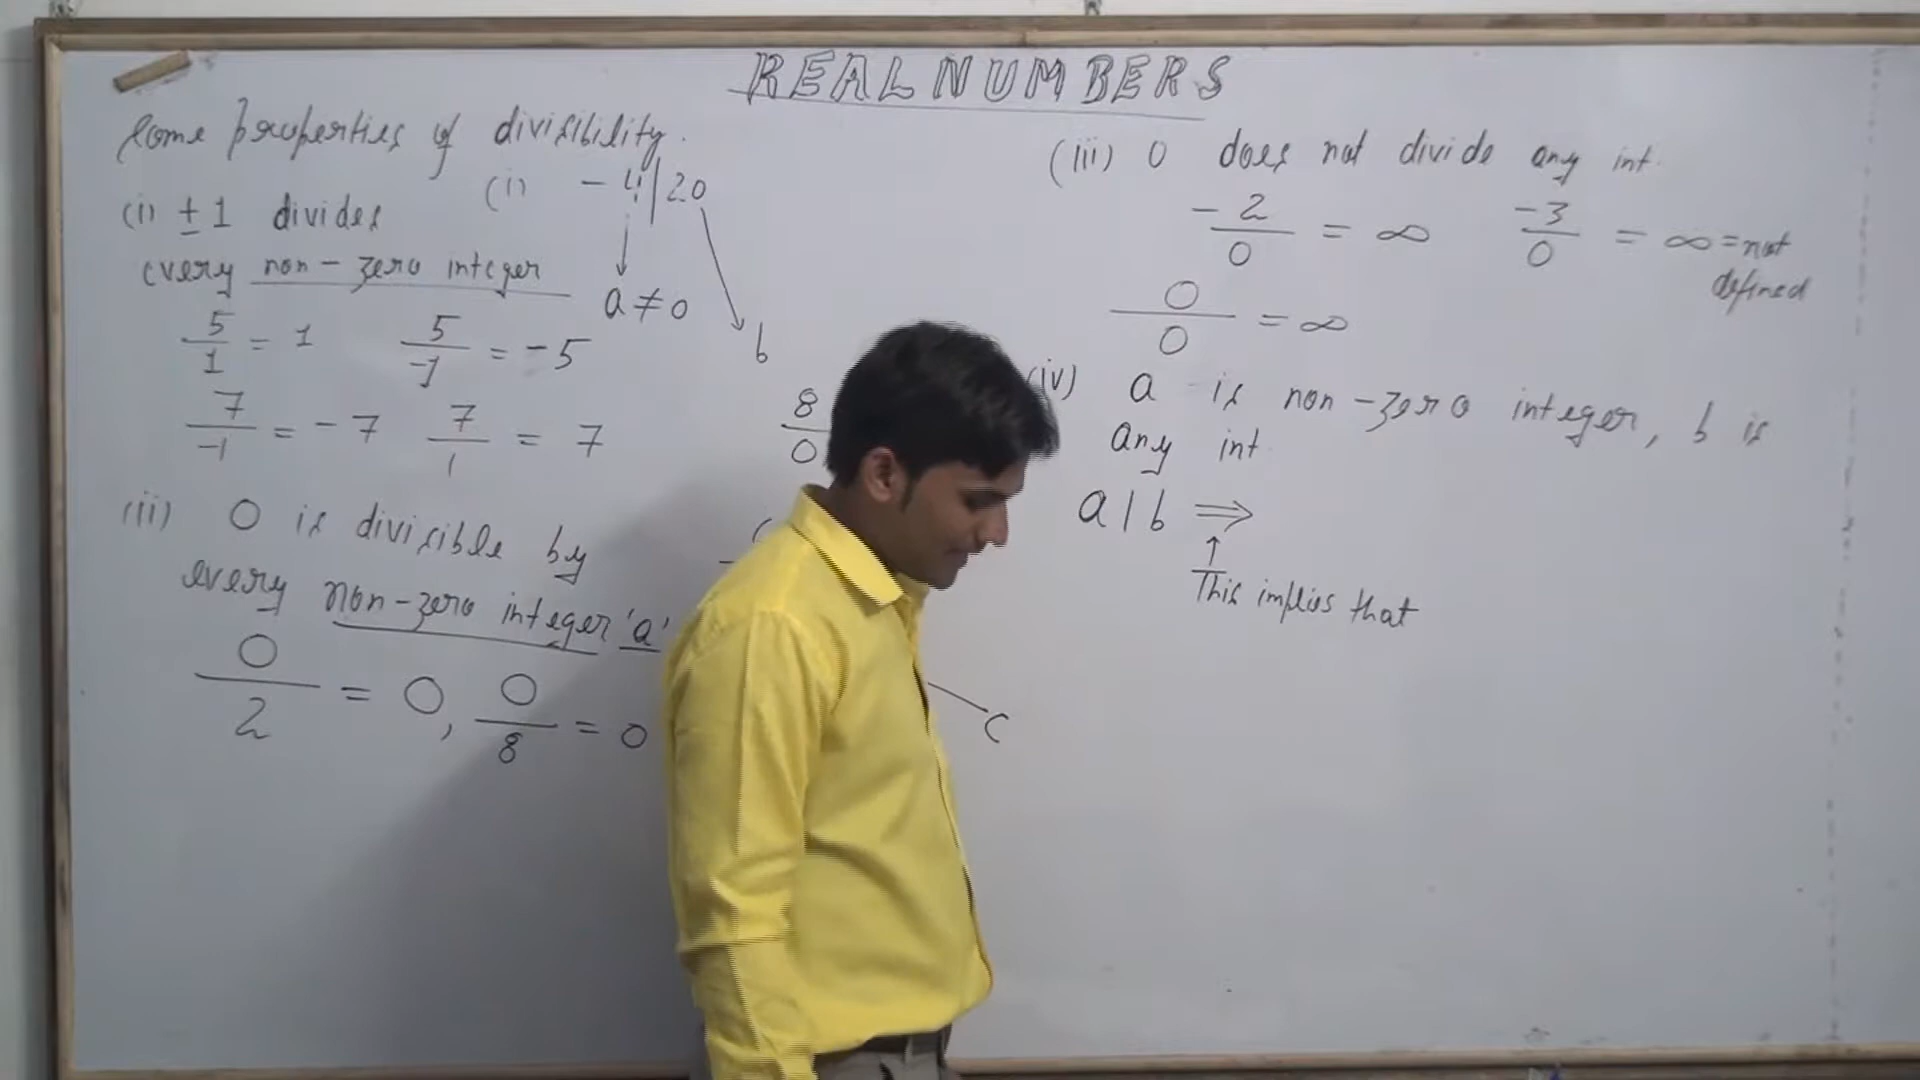 REAL NUMBERS
Some properties of divisibility.
(i) ± 1 divides
every non-zero integer
5/1 = 1 5/-1 = -5
7/-1 = -7 7/1 = 7
(ii) 0 is divisible by
every non-zero integer 'a'
0/2 = 0, 0/8 = 0
(i) -4|20
a ≠ 0
b
8/0
c
(iii) 0 does not divide any int.
-2/0 = ∞ -3/0 = ∞ = not
defined
0/0 = ∞
(iv) a is non-zero integer, b is
any int
a | b ⇒
↑
This implies that